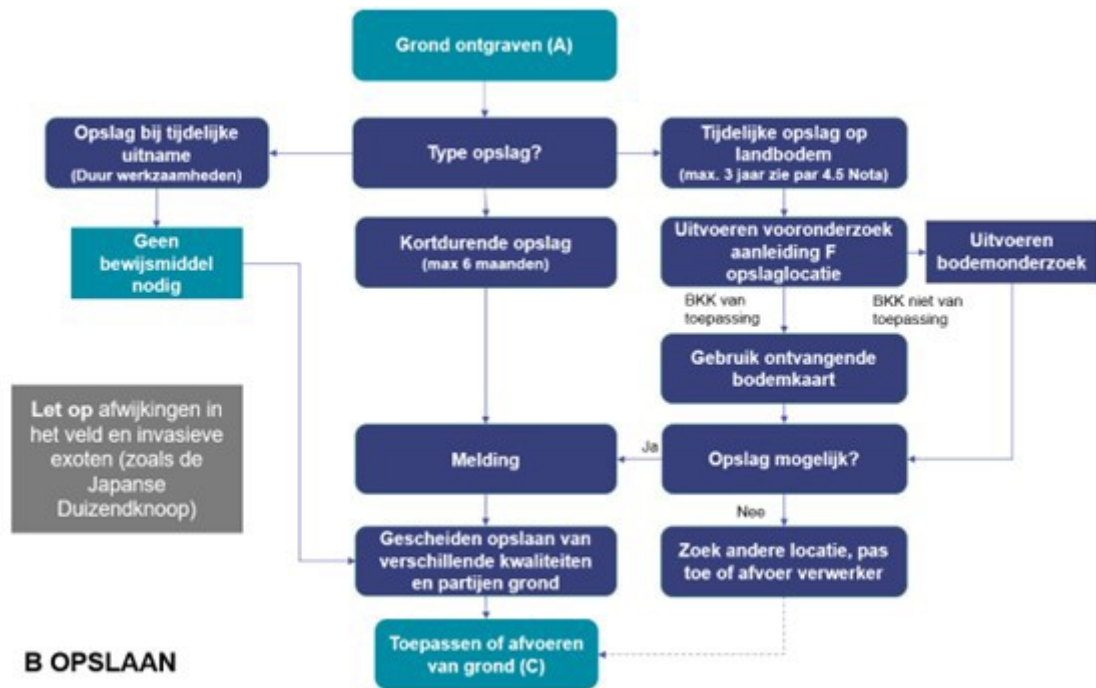 Grond ontgraven (A)
Opslag bij tijdelijke
uitname
(Duur werkzaamheden)
Type opslag?
Tijdelijke opslag op
landbodem
(max. 3 jaar zie par 4.5 Nota)
Geen
bewijsmiddel
nodig
Kortdurende opslag
(max 6 maanden)
Uitvoeren vooronderzoek
aanleiding F
opslaglocatie
Uitvoeren
bodemonderzoek
BKK van
toepassing
BKK niet van
toepassing
Gebruik ontvangende
bodemkaart
Let op afwijkingen in
het veld en invasieve
exoten (zoals de
Japanse
Duizendknoop)
Melding
Ja
Opslag mogelijk?
Nee
Gescheiden opslaan van
verschillende kwaliteiten
en partijen grond
Zoek andere locatie, pas
toe of afvoer verwerker
Toepassen of afvoeren
van grond (C)
B OPSLAAN